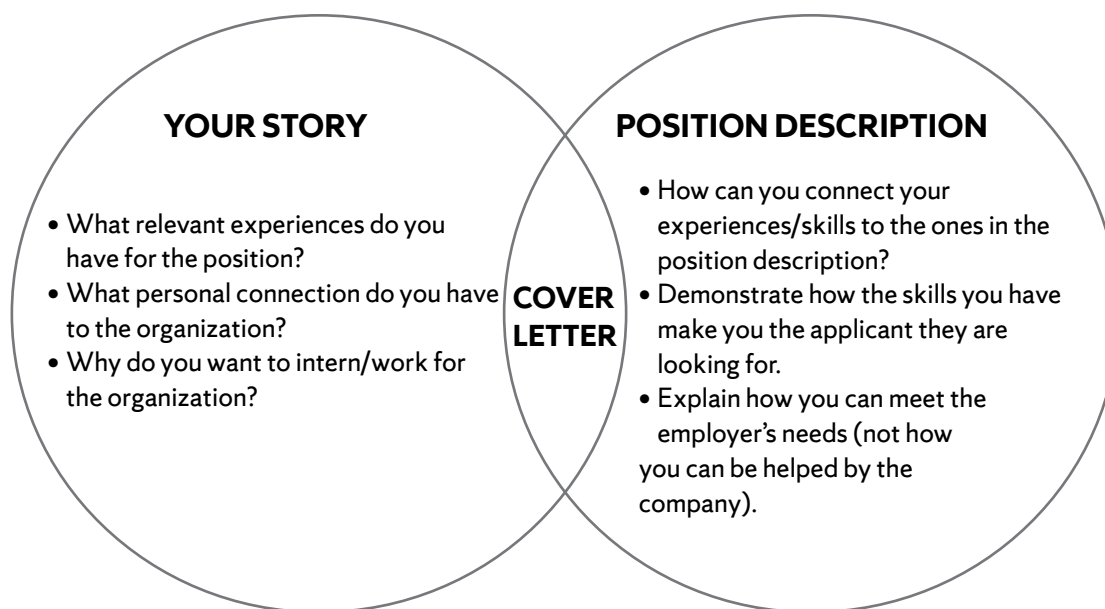 YOUR STORY
• What relevant experiences do you
have for the position?
• What personal connection do you have
to the organization?
• Why do you want to intern/work for
the organization?
COVER
LETTER
POSITION DESCRIPTION
• How can you connect your
experiences/skills to the ones in the
position description?
• Demonstrate how the skills you have
make you the applicant they are
looking for.
• Explain how you can meet the
employer’s needs (not how
you can be helped by the
company).